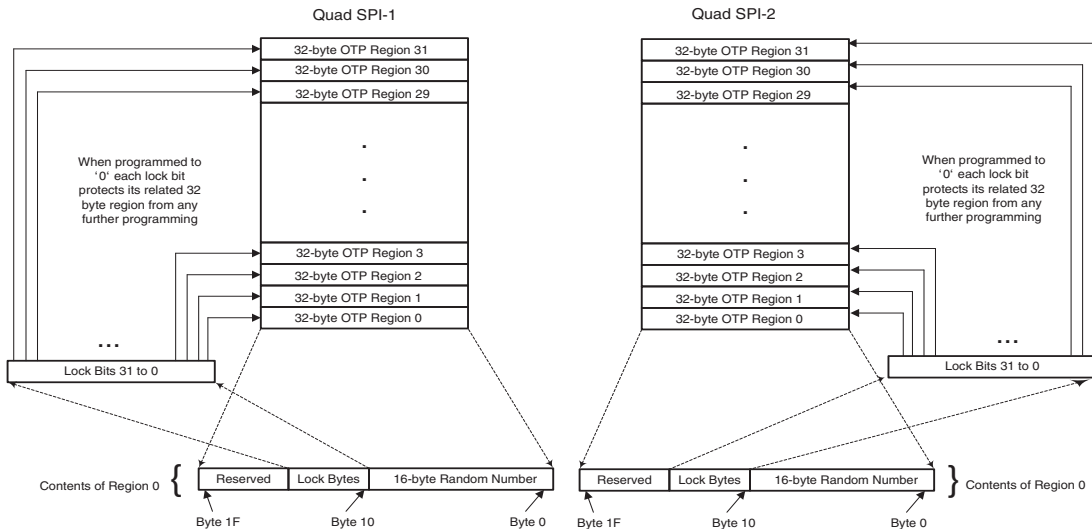 Quad SPI-1
32-byte OTP Region 31
32-byte OTP Region 30
32-byte OTP Region 29
.
.
.
32-byte OTP Region 3
32-byte OTP Region 2
32-byte OTP Region 1
32-byte OTP Region 0
When programmed to
‘0‘ each lock bit
protects its related 32
byte region from any
further programming
...
Lock Bits 31 to 0
Contents of Region 0 {
Reserved
Lock Bytes
16-byte Random Number
Byte 1F
Byte 10
Byte 0
Quad SPI-2
32-byte OTP Region 31
32-byte OTP Region 30
32-byte OTP Region 29
.
.
.
32-byte OTP Region 3
32-byte OTP Region 2
32-byte OTP Region 1
32-byte OTP Region 0
When programmed to
‘0‘ each lock bit
protects its related 32
byte region from any
further programming
...
Lock Bits 31 to 0
Reserved
Lock Bytes
16-byte Random Number
} Contents of Region 0
Byte 1F
Byte 10
Byte 0